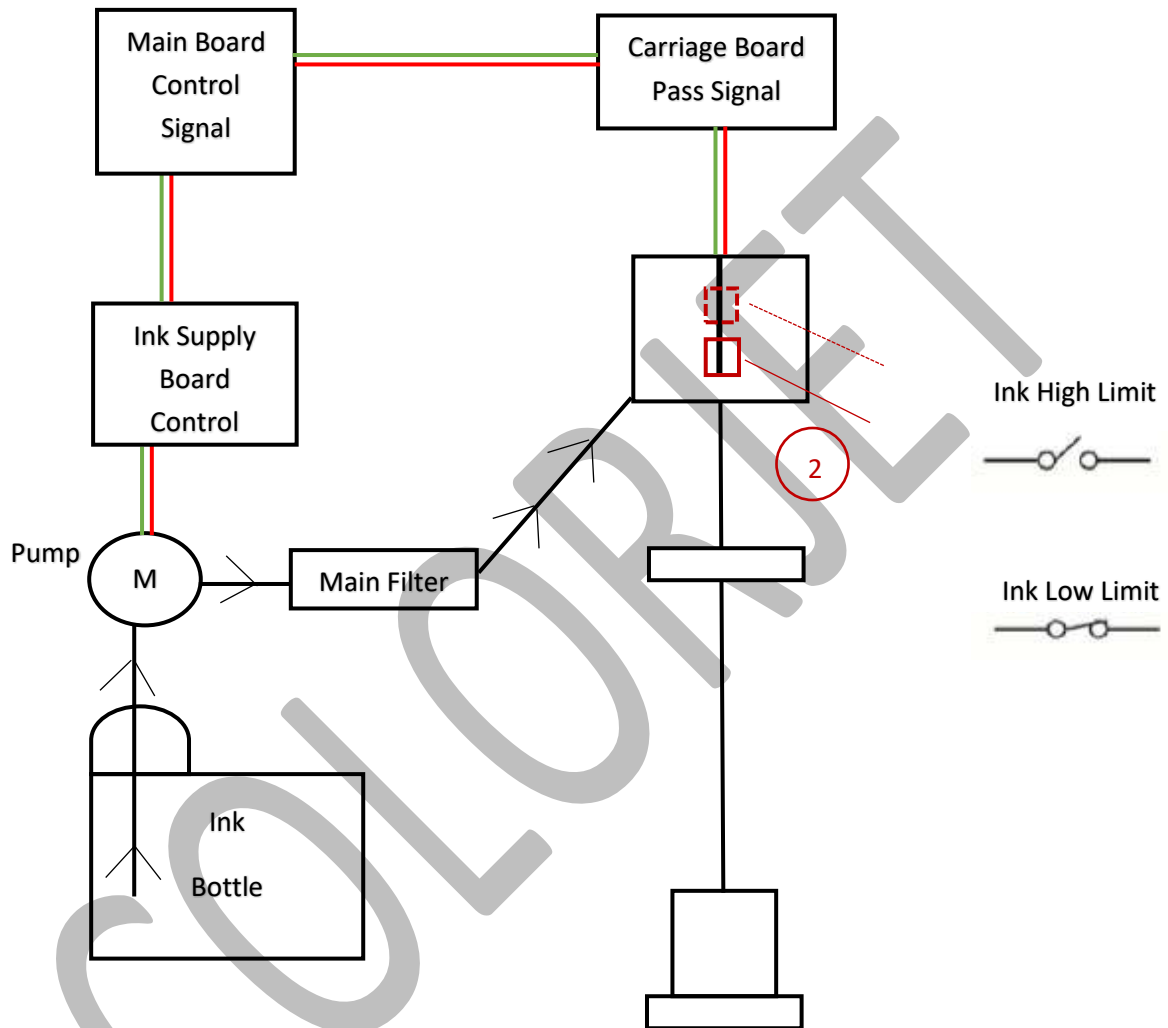 Main Board
Control
Signal
Carriage Board
Pass Signal
Ink Supply
Board
Control
Ink High Limit
2
Pump
M
Main Filter
Ink Low Limit
Ink
Bottle
COLORJET